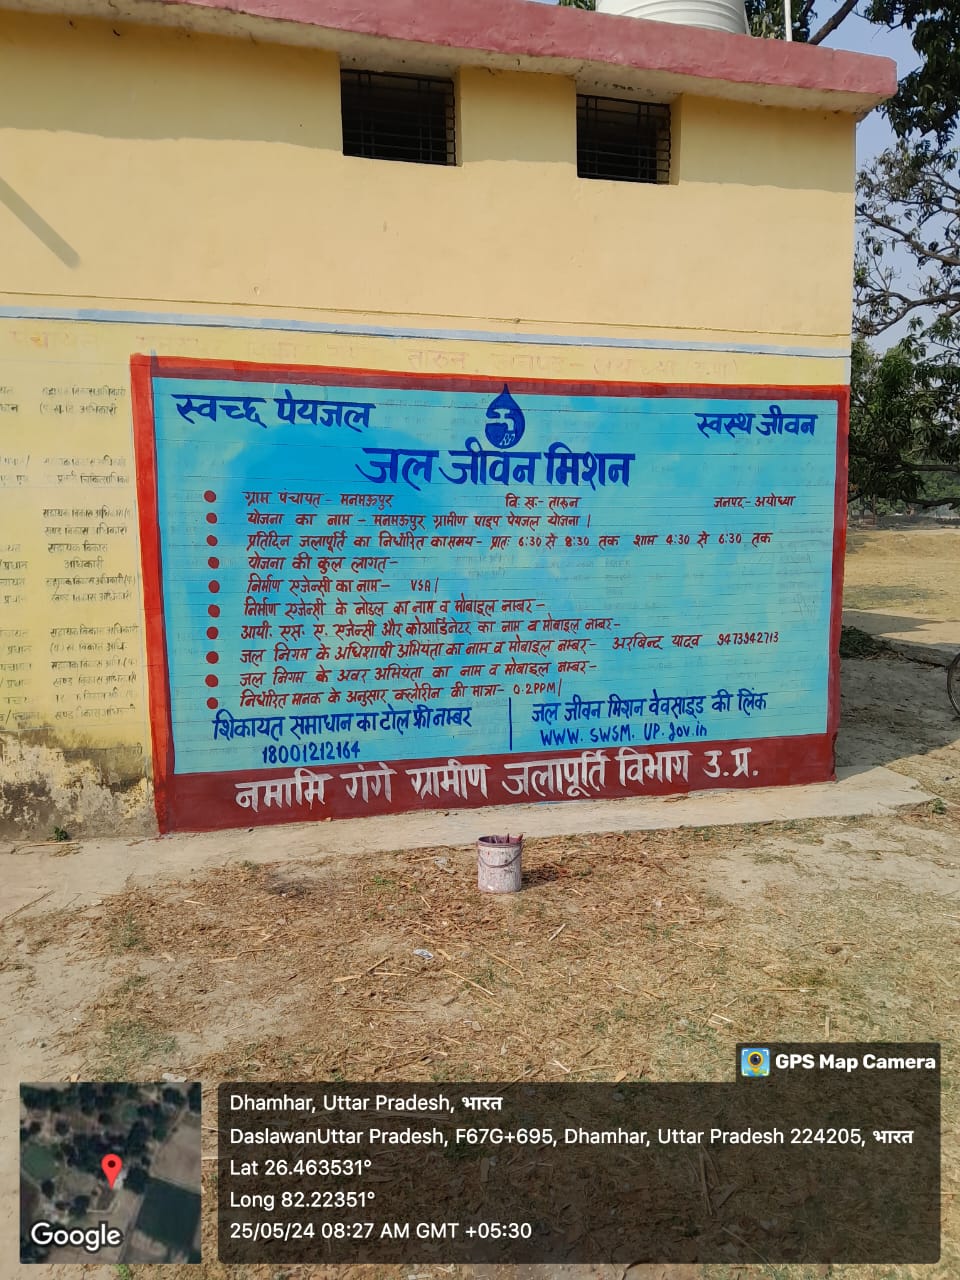 स्वच्छ पेयजल
स्वस्थ जीवन
जल जीवन मिशन
ग्राम पंचायत - मनमऊपुर वि. ख. - तारुन जनपद - अयोध्या
योजना का नाम - मनमऊपुर ग्रामीण पाइप पेयजल योजना।
प्रतिदिन जलापूर्ति का निर्धारित का समय - प्रातः 6:30 से 8:30 तक शाम 4:30 से 6:30 तक
योजना की कुल लागत -
निर्माण एजेन्सी का नाम - VSA।
निर्माण एजेन्सी के नोडल का नाम व मोबाइल नम्बर -
आयी. एस. ए. एजेन्सी और कोआर्डिनेटर का नाम व मोबाइल नम्बर -
जल निगम के अधिशाषी अभियंता का नाम व मोबाइल नम्बर - अरबिन्द यादव 9473942713
जल निगम के अवर अभियंता का नाम व मोबाइल नम्बर -
निर्धारित मानक के अनुसार क्लोरीन की मात्रा - 0.2PPM।
शिकायत समाधान का टोल फ्री नम्बर
18001212164
जल जीवन मिशन वेवसाइड की लिंक
WWW. SWSM. UP. gov.in
नमामि गंगे ग्रामीण जलापूर्ति विभाग उ.प्र.
GPS Map Camera
Dhamhar, Uttar Pradesh, भारत
DaslawanUttar Pradesh, F67G+695, Dhamhar, Uttar Pradesh 224205, भारत
Lat 26.463531°
Long 82.22351°
25/05/24 08:27 AM GMT +05:30
Google